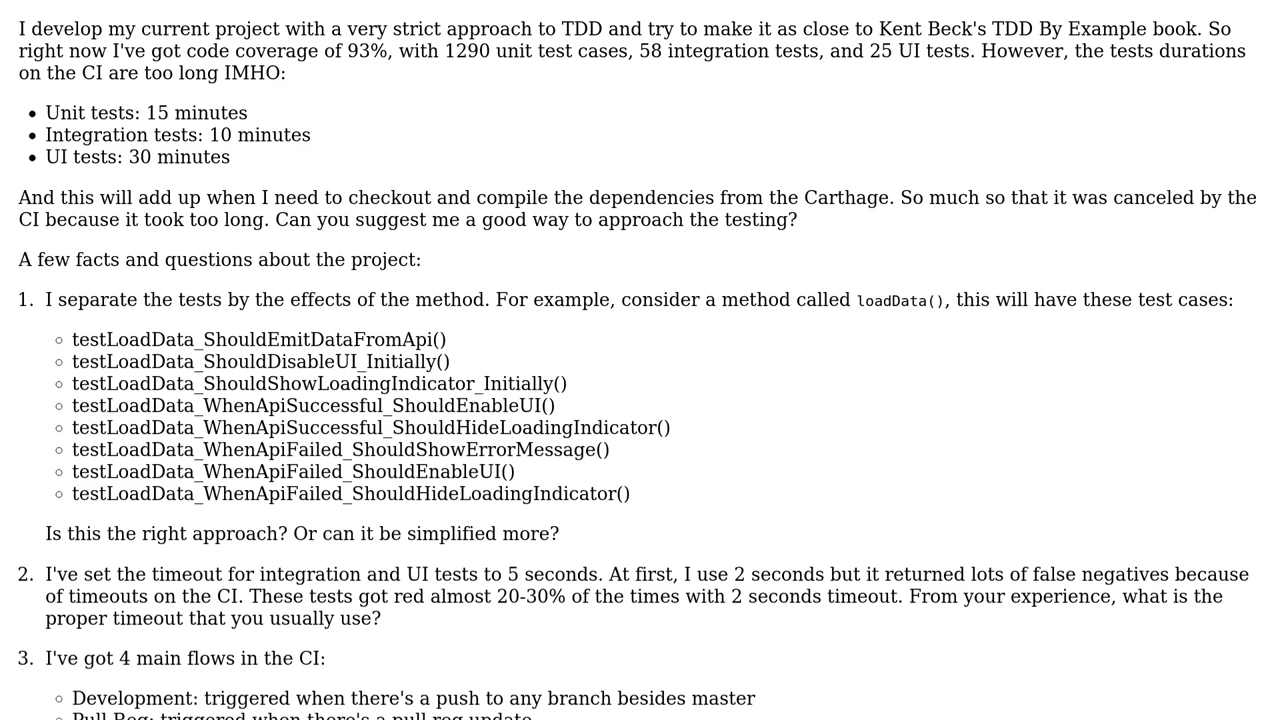 I develop my current project with a very strict approach to TDD and try to make it as close to Kent Beck's TDD By Example book. So
right now I've got code coverage of 93%, with 1290 unit test cases, 58 integration tests, and 25 UI tests. However, the tests durations
on the CI are too long IMHO:
• Unit tests: 15 minutes
• Integration tests: 10 minutes
• UI tests: 30 minutes
And this will add up when I need to checkout and compile the dependencies from the Carthage. So much so that it was canceled by the
CI because it took too long. Can you suggest me a good way to approach the testing?
A few facts and questions about the project:
1. I separate the tests by the effects of the method. For example, consider a method called loadData(), this will have these test cases:
◦ testLoadData_ShouldEmitDataFromApi()
◦ testLoadData_ShouldDisableUI_Initially()
◦ testLoadData_ShouldShowLoadingIndicator_Initially()
◦ testLoadData_WhenApiSuccessful_ShouldEnableUI()
◦ testLoadData_WhenApiSuccessful_ShouldHideLoadingIndicator()
◦ testLoadData_WhenApiFailed_ShouldShowErrorMessage()
◦ testLoadData_WhenApiFailed_ShouldEnableUI()
◦ testLoadData_WhenApiFailed_ShouldHideLoadingIndicator()
Is this the right approach? Or can it be simplified more?
2. I've set the timeout for integration and UI tests to 5 seconds. At first, I use 2 seconds but it returned lots of false negatives because
of timeouts on the CI. These tests got red almost 20-30% of the times with 2 seconds timeout. From your experience, what is the
proper timeout that you usually use?
3. I've got 4 main flows in the CI:
◦ Development: triggered when there's a push to any branch besides master
◦ Pull Req: triggered when there's a pull req update